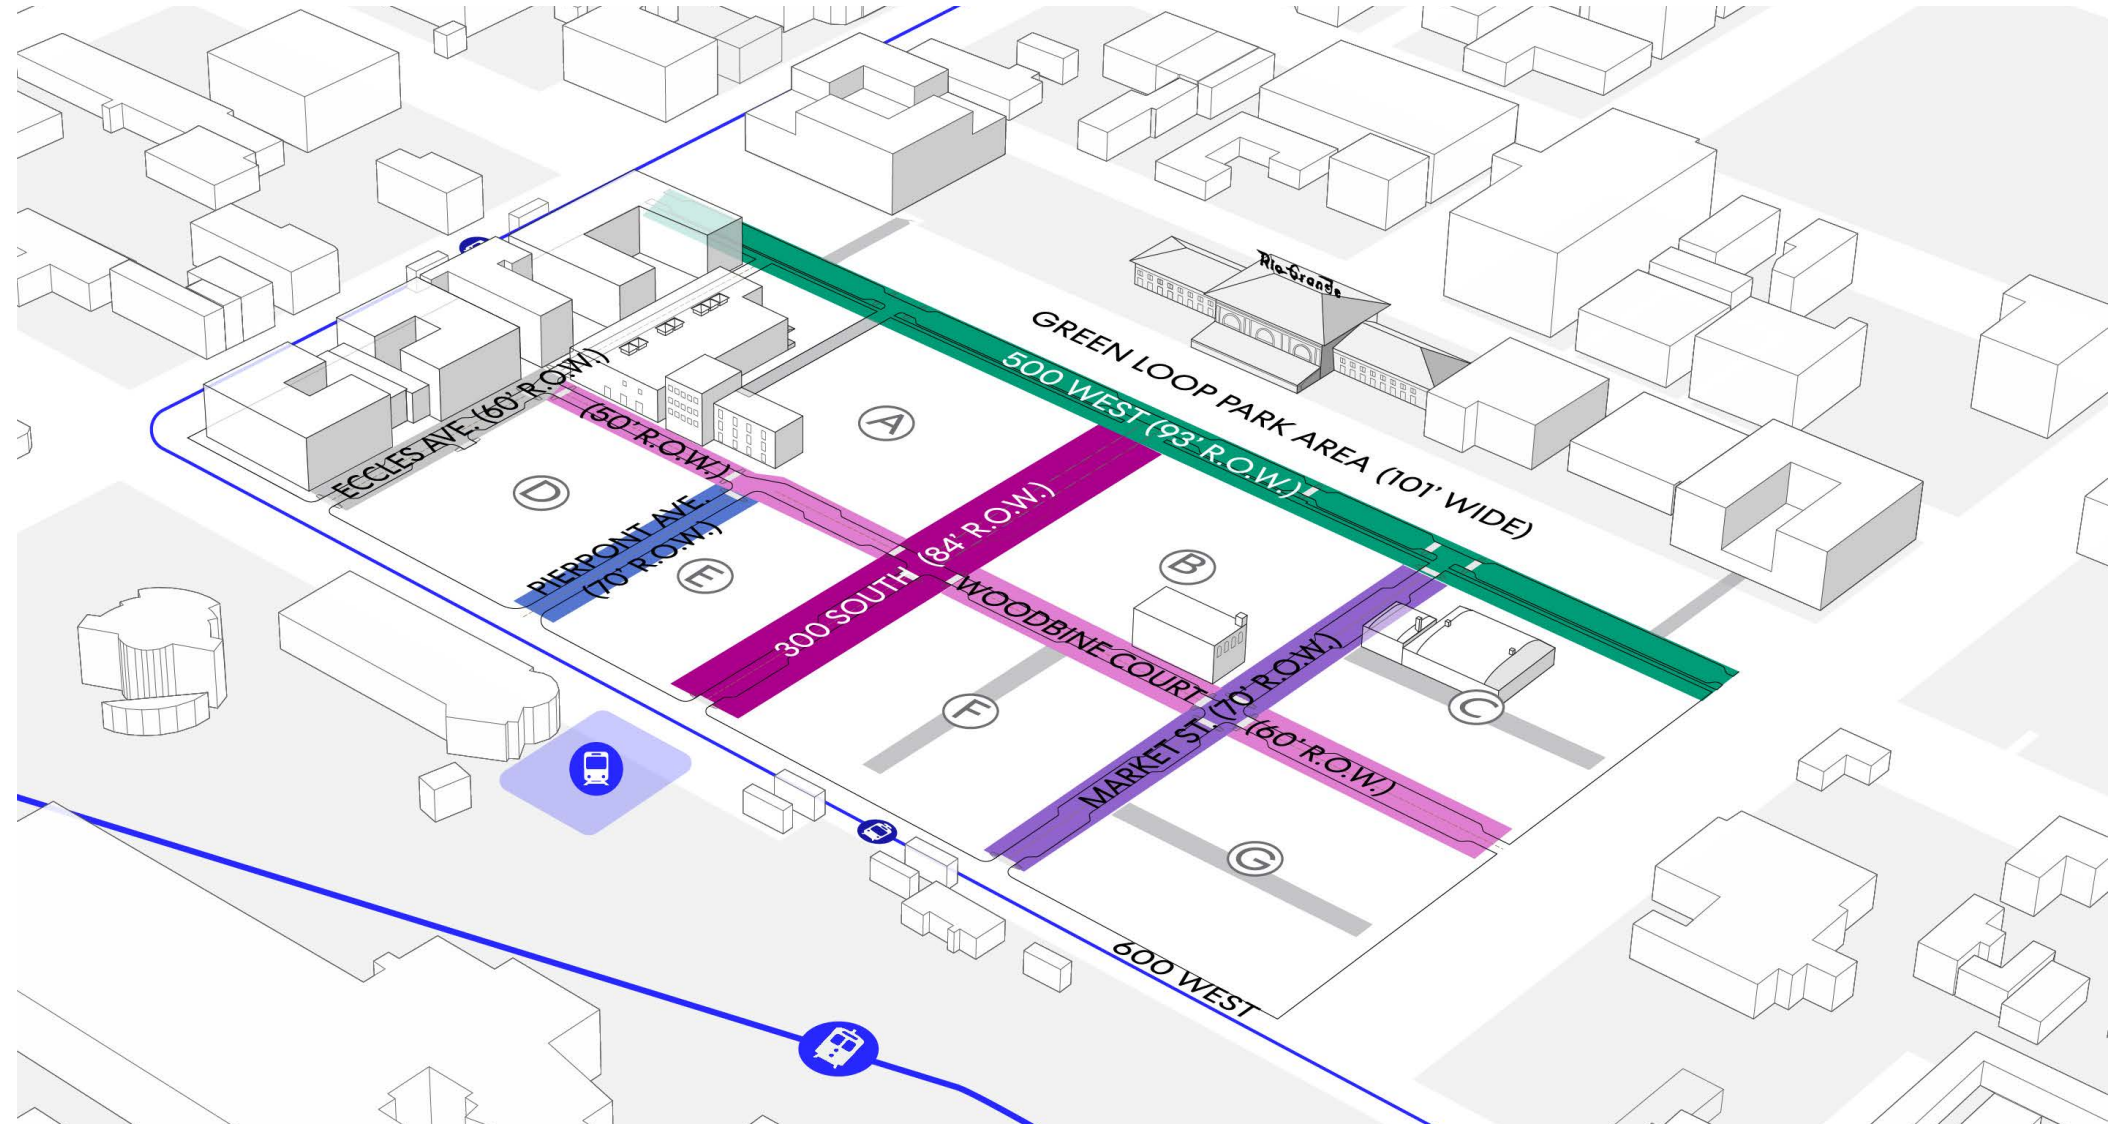 Rio Grande
GREEN LOOP PARK AREA (101' WIDE)
500 WEST (93' R.O.W.)
ECCLES AVE. (60' R.O.W.)
(50' R.O.W.)
A
D
PIERPONT AVE.
(70' R.O.W.)
E
300 SOUTH (84' R.O.W.)
B
WOODBINE COURT
(60' R.O.W.)
MARKET ST. (70' R.O.W.)
F
C
G
600 WEST